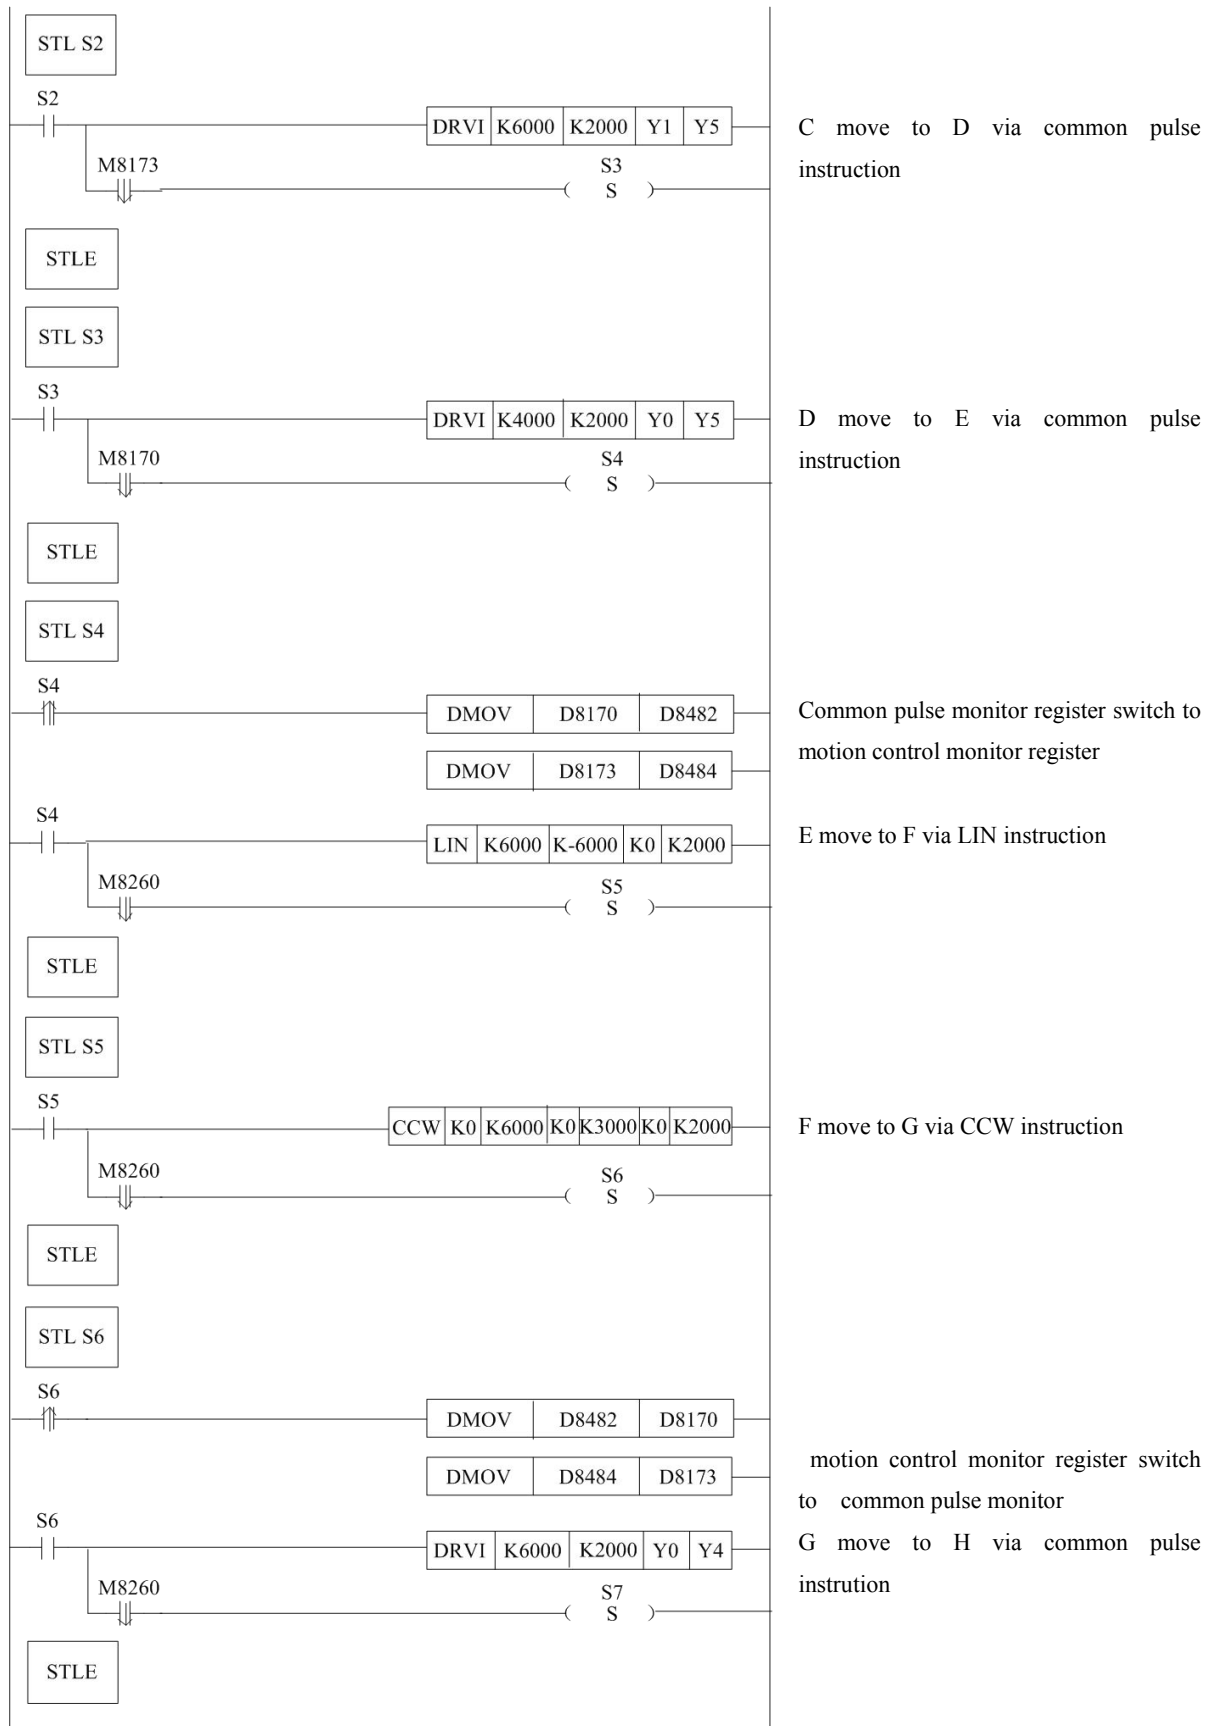 STL S2
S2
DRVI K6000 K2000 Y1 Y5
C move to D via common pulse
instruction
M8173
S3
( S )
STLE
STL S3
S3
DRVI K4000 K2000 Y0 Y5
D move to E via common pulse
instruction
M8170
S4
( S )
STLE
STL S4
S4
DMOV D8170 D8482
Common pulse monitor register switch to
motion control monitor register
DMOV D8173 D8484
S4
LIN K6000 K-6000 K0 K2000
E move to F via LIN instruction
M8260
S5
( S )
STLE
STL S5
S5
CCW K0 K6000 K0 K3000 K0 K2000
F move to G via CCW instruction
M8260
S6
( S )
STLE
STL S6
S6
DMOV D8482 D8170
DMOV D8484 D8173
motion control monitor register switch
to common pulse monitor
S6
DRVI K6000 K2000 Y0 Y4
G move to H via common pulse
instrution
M8260
S7
( S )
STLE